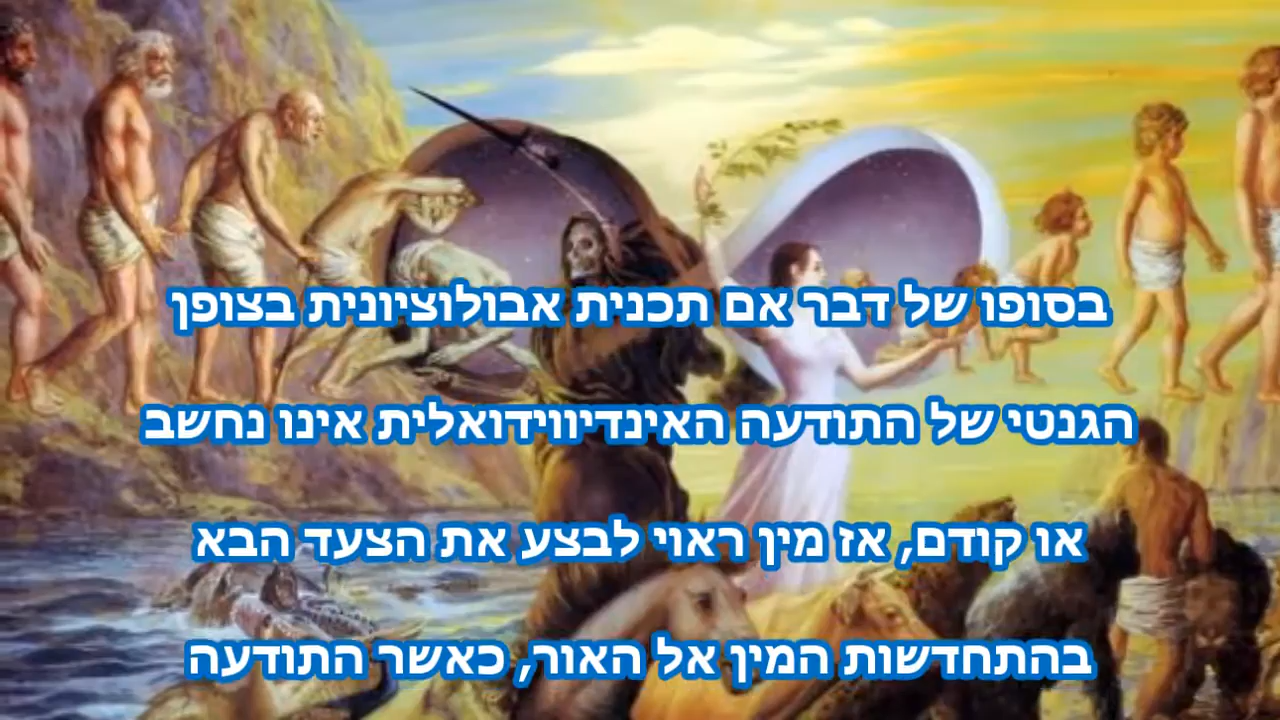 בסופו של דבר אם תכנית אבולוציונית בצופן
הגנטי של התודעה האינדיווידואלית אינו נחשב
או קודם, אז מין ראוי לבצע את הצעד הבא
בהתחדשות המין אל האור, כאשר התודעה